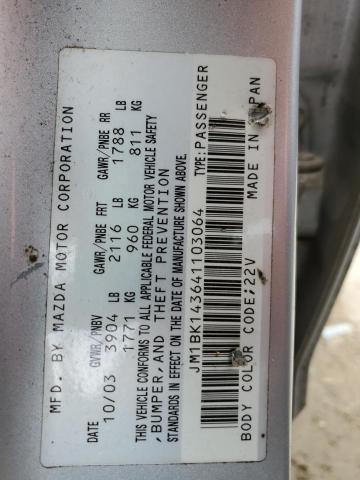 MFD. BY MAZDA MOTOR CORPORATION
DATE GVWR/PNBV GAWR/PNBE FRT GAWR/PNBE RR
10/03 3904 LB 2116 LB 1788 LB
1771 KG 960 KG 811 KG
THIS VEHICLE CONFORMS TO ALL APPLICABLE FEDERAL MOTOR VEHICLE SAFETY
, BUMPER, AND THEFT PREVENTION
STANDARDS IN EFFECT ON THE DATE OF MANUFACTURE SHOWN ABOVE.
JM1BK143641103064 TYPE: PASSENGER
BODY COLOR CODE: 22V MADE IN JAPAN